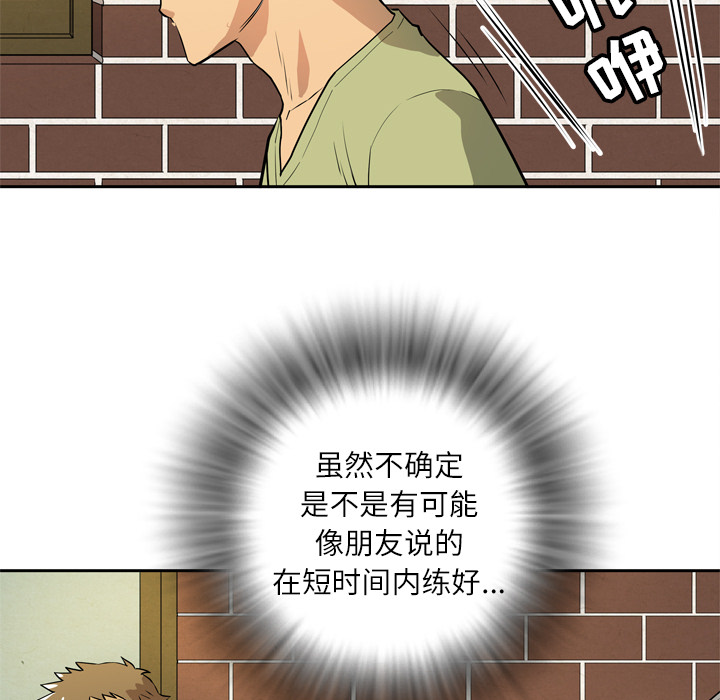 咿
虽然不确定
是不是有可能
像朋友说的
在短时间内练好…